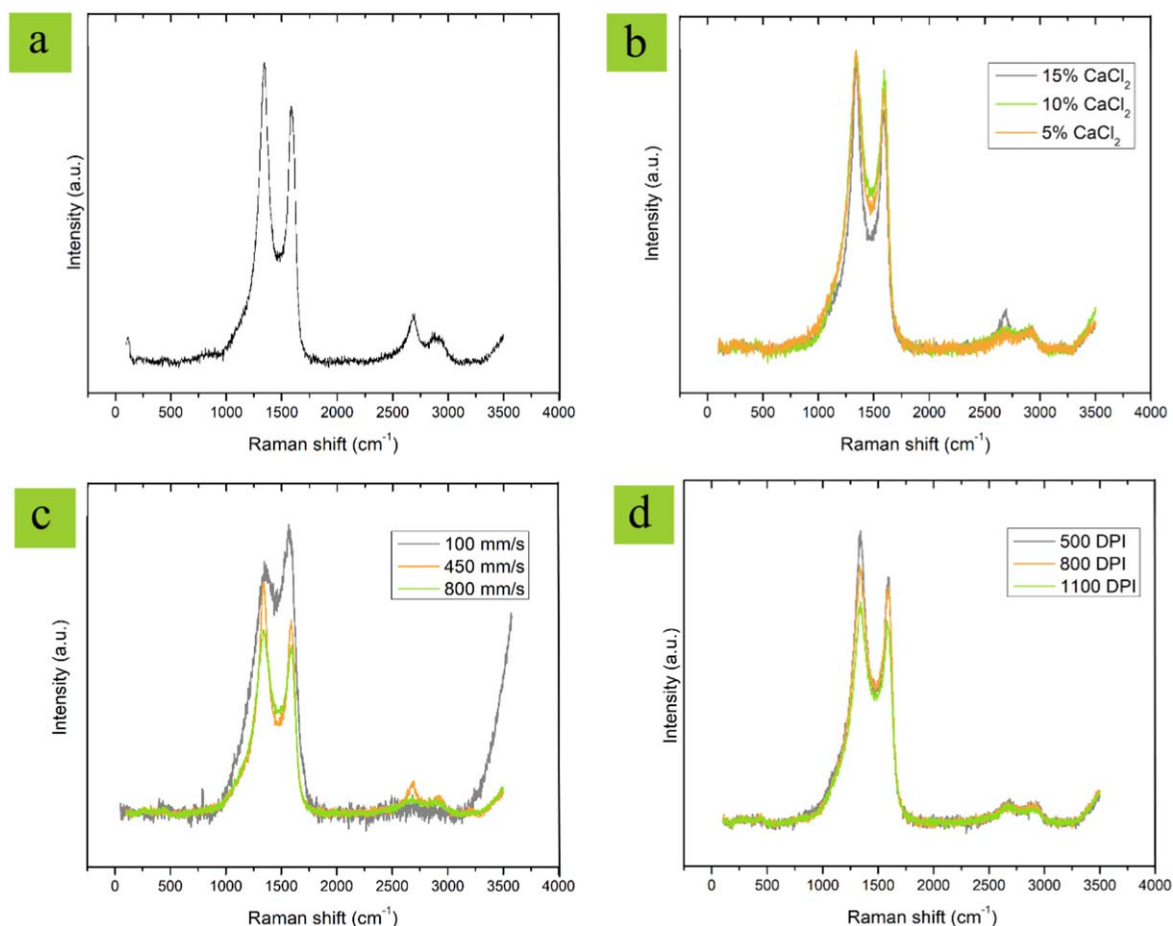 a
Intensity (a.u.)
0 500 1000 1500 2000 2500 3000 3500 4000
Raman shift (cm⁻¹)
b
15% CaCl₂
10% CaCl₂
5% CaCl₂
Intensity (a.u.)
0 500 1000 1500 2000 2500 3000 3500 4000
Raman shift (cm⁻¹)
c
100 mm/s
450 mm/s
800 mm/s
Intensity (a.u.)
0 500 1000 1500 2000 2500 3000 3500 4000
Raman shift (cm⁻¹)
d
500 DPI
800 DPI
1100 DPI
Intensity (a.u.)
0 500 1000 1500 2000 2500 3000 3500 4000
Raman shift (cm⁻¹)